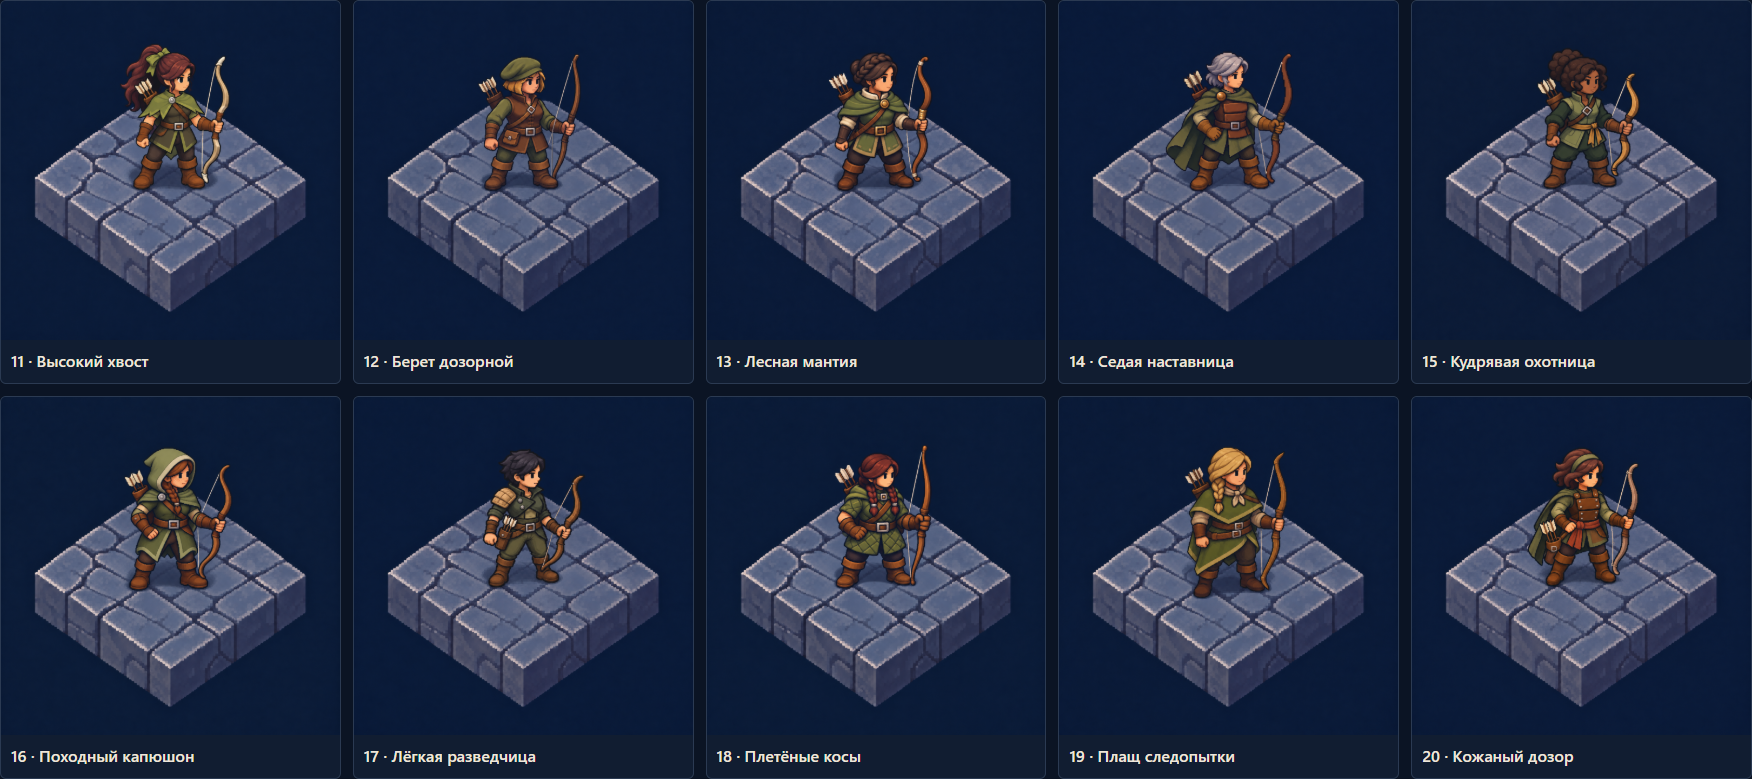 11 · Высокий хвост
12 · Берет дозорной
13 · Лесная мантия
14 · Седая наставница
15 · Кудрявая охотница
16 · Походный капюшон
17 · Лёгкая разведчица
18 · Плетёные косы
19 · Плащ следопытки
20 · Кожаный дозор